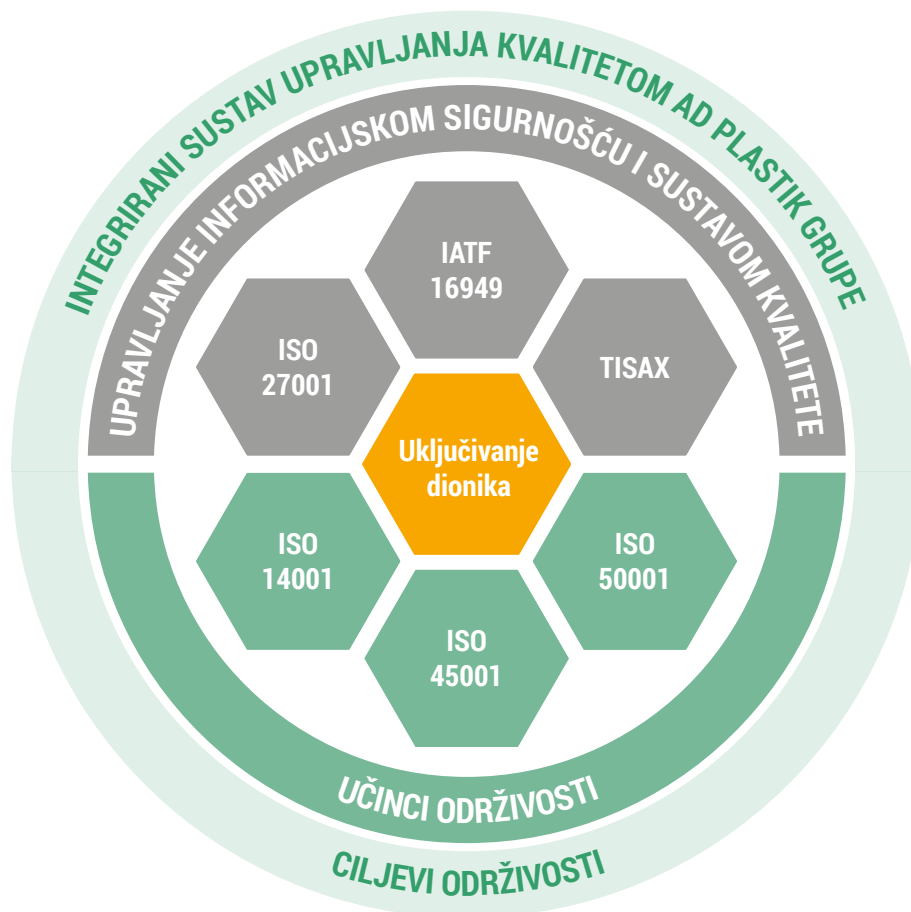 INTEGRIRANI SUSTAV UPRAVLJANJA KVALITETOM AD PLASTIK GRUPE
UPRAVLJANJE INFORMACIJSKOM SIGURNOŠĆU I SUSTAVOM KVALITETE
IATF
16949
ISO
27001
TISAX
Uključivanje
dionika
ISO
14001
ISO
50001
ISO
45001
UČINCI ODRŽIVOSTI
CILJEVI ODRŽIVOSTI